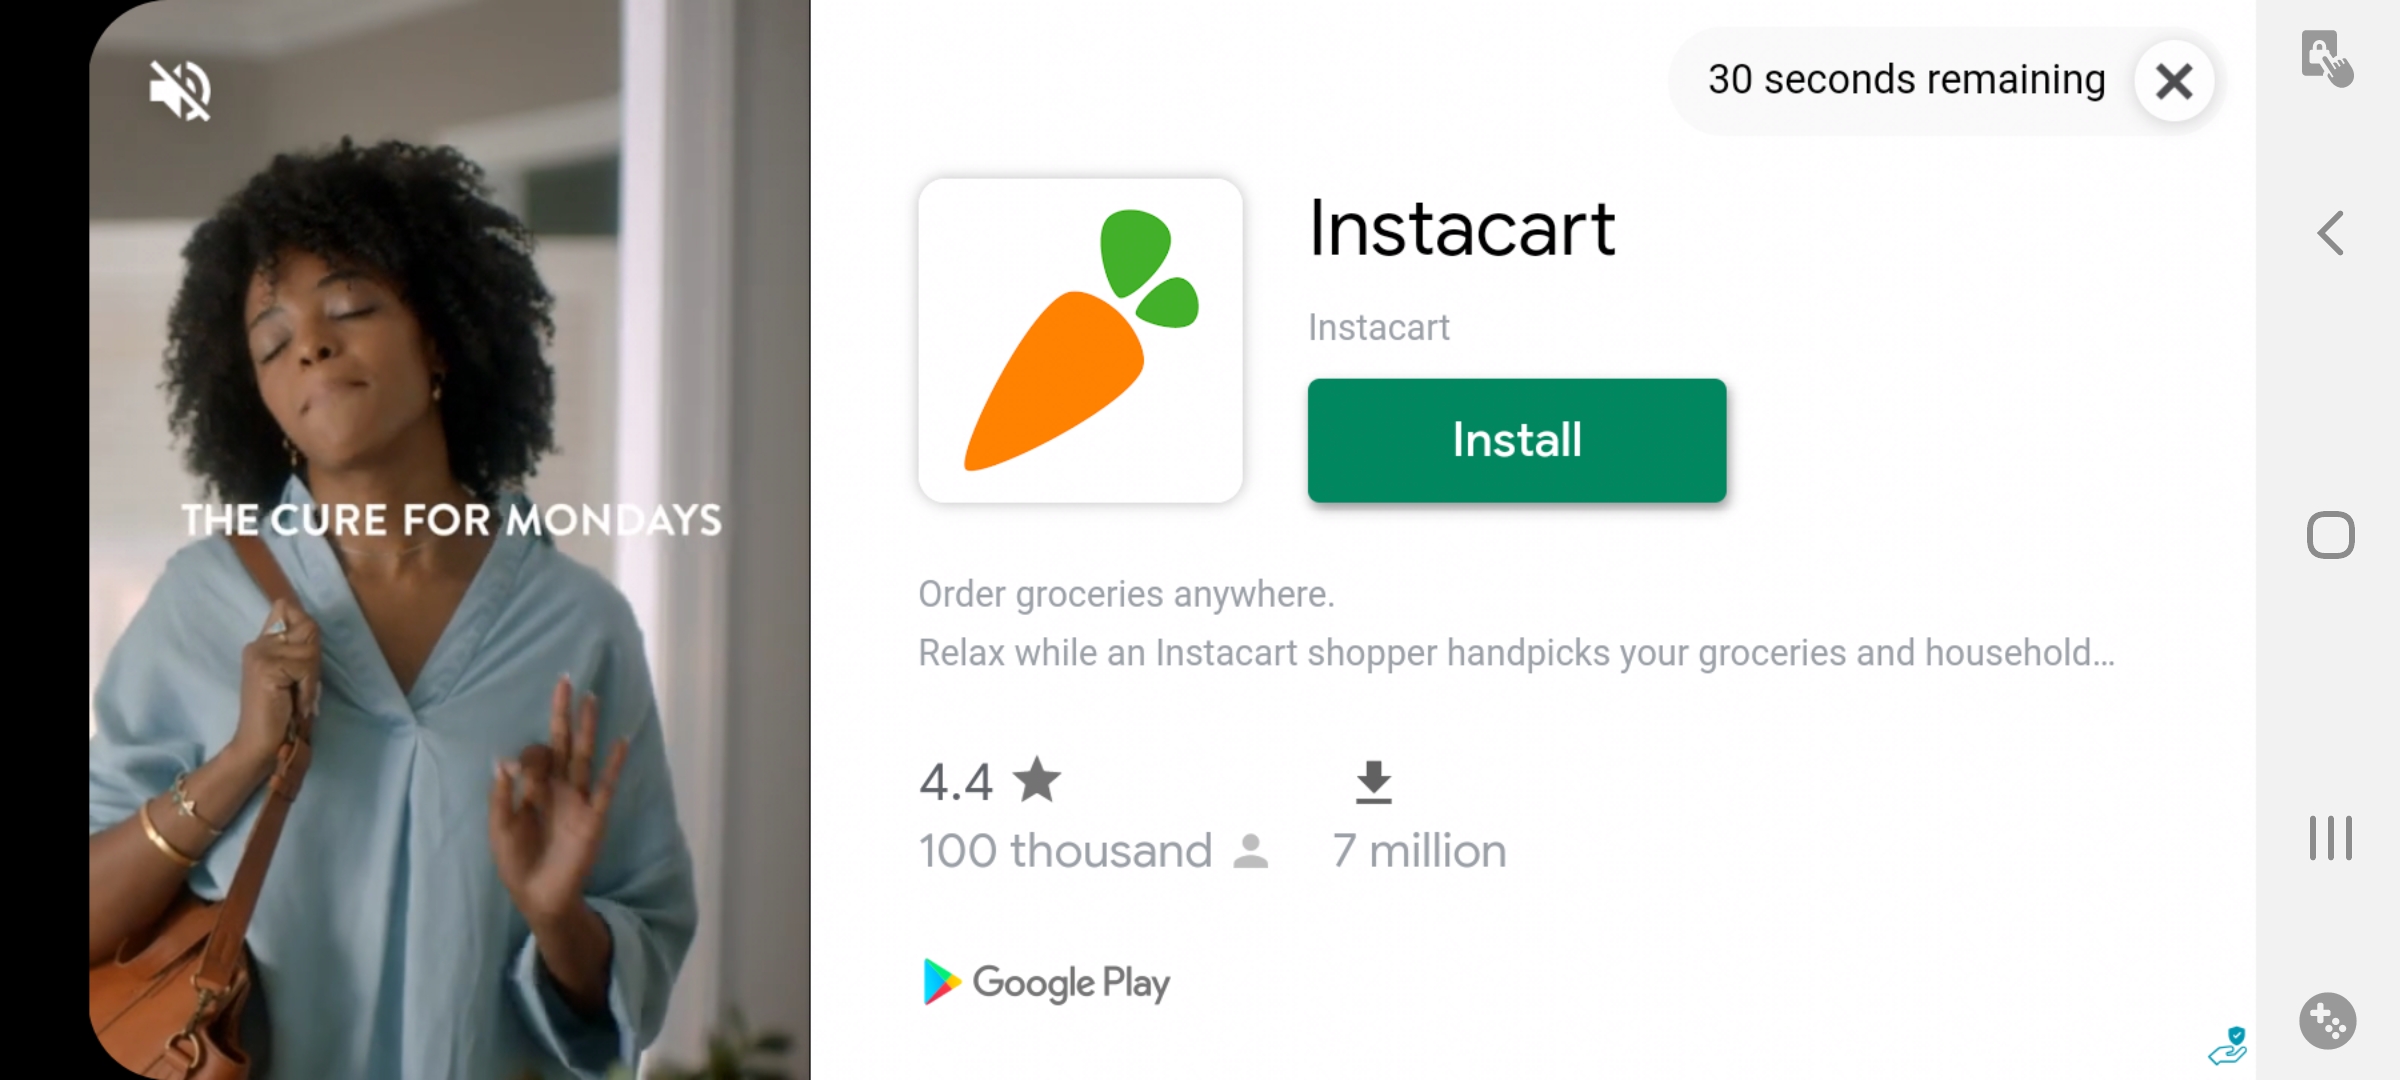 30 seconds remaining
THE CURE FOR MONDAYS
Instacart
Instacart
Install
Order groceries anywhere.
Relax while an Instacart shopper handpicks your groceries and household...
4.4
100 thousand
7 million
Google Play